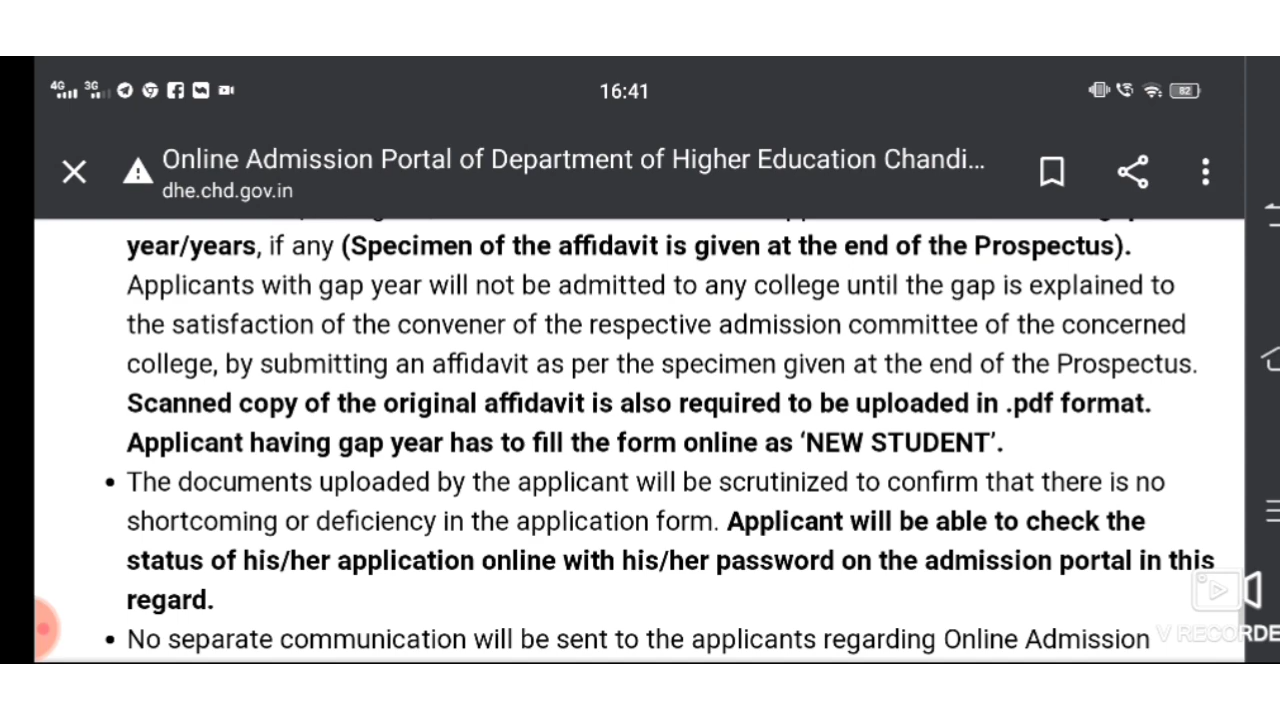 4G 3G 16:41 82
Online Admission Portal of Department of Higher Education Chandi...
dhe.chd.gov.in
year/years, if any (Specimen of the affidavit is given at the end of the Prospectus).
Applicants with gap year will not be admitted to any college until the gap is explained to
the satisfaction of the convener of the respective admission committee of the concerned
college, by submitting an affidavit as per the specimen given at the end of the Prospectus.
Scanned copy of the original affidavit is also required to be uploaded in .pdf format.
Applicant having gap year has to fill the form online as ‘NEW STUDENT’.
• The documents uploaded by the applicant will be scrutinized to confirm that there is no
shortcoming or deficiency in the application form. Applicant will be able to check the
status of his/her application online with his/her password on the admission portal in this
regard.
• No separate communication will be sent to the applicants regarding Online Admission
V RECORDE